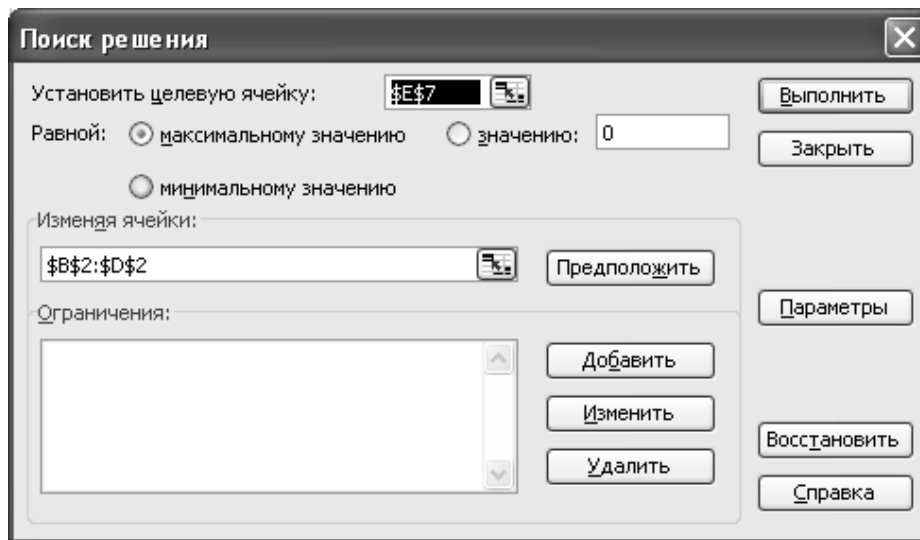 Поиск решения
Установить целевую ячейку: $E$7
Выполнить
Равной: максимальному значению значению: 0
Закрыть
минимальному значению
Изменяя ячейки:
$B$2:$D$2
Предположить
Параметры
Ограничения:
Добавить
Изменить
Удалить
Восстановить
Справка